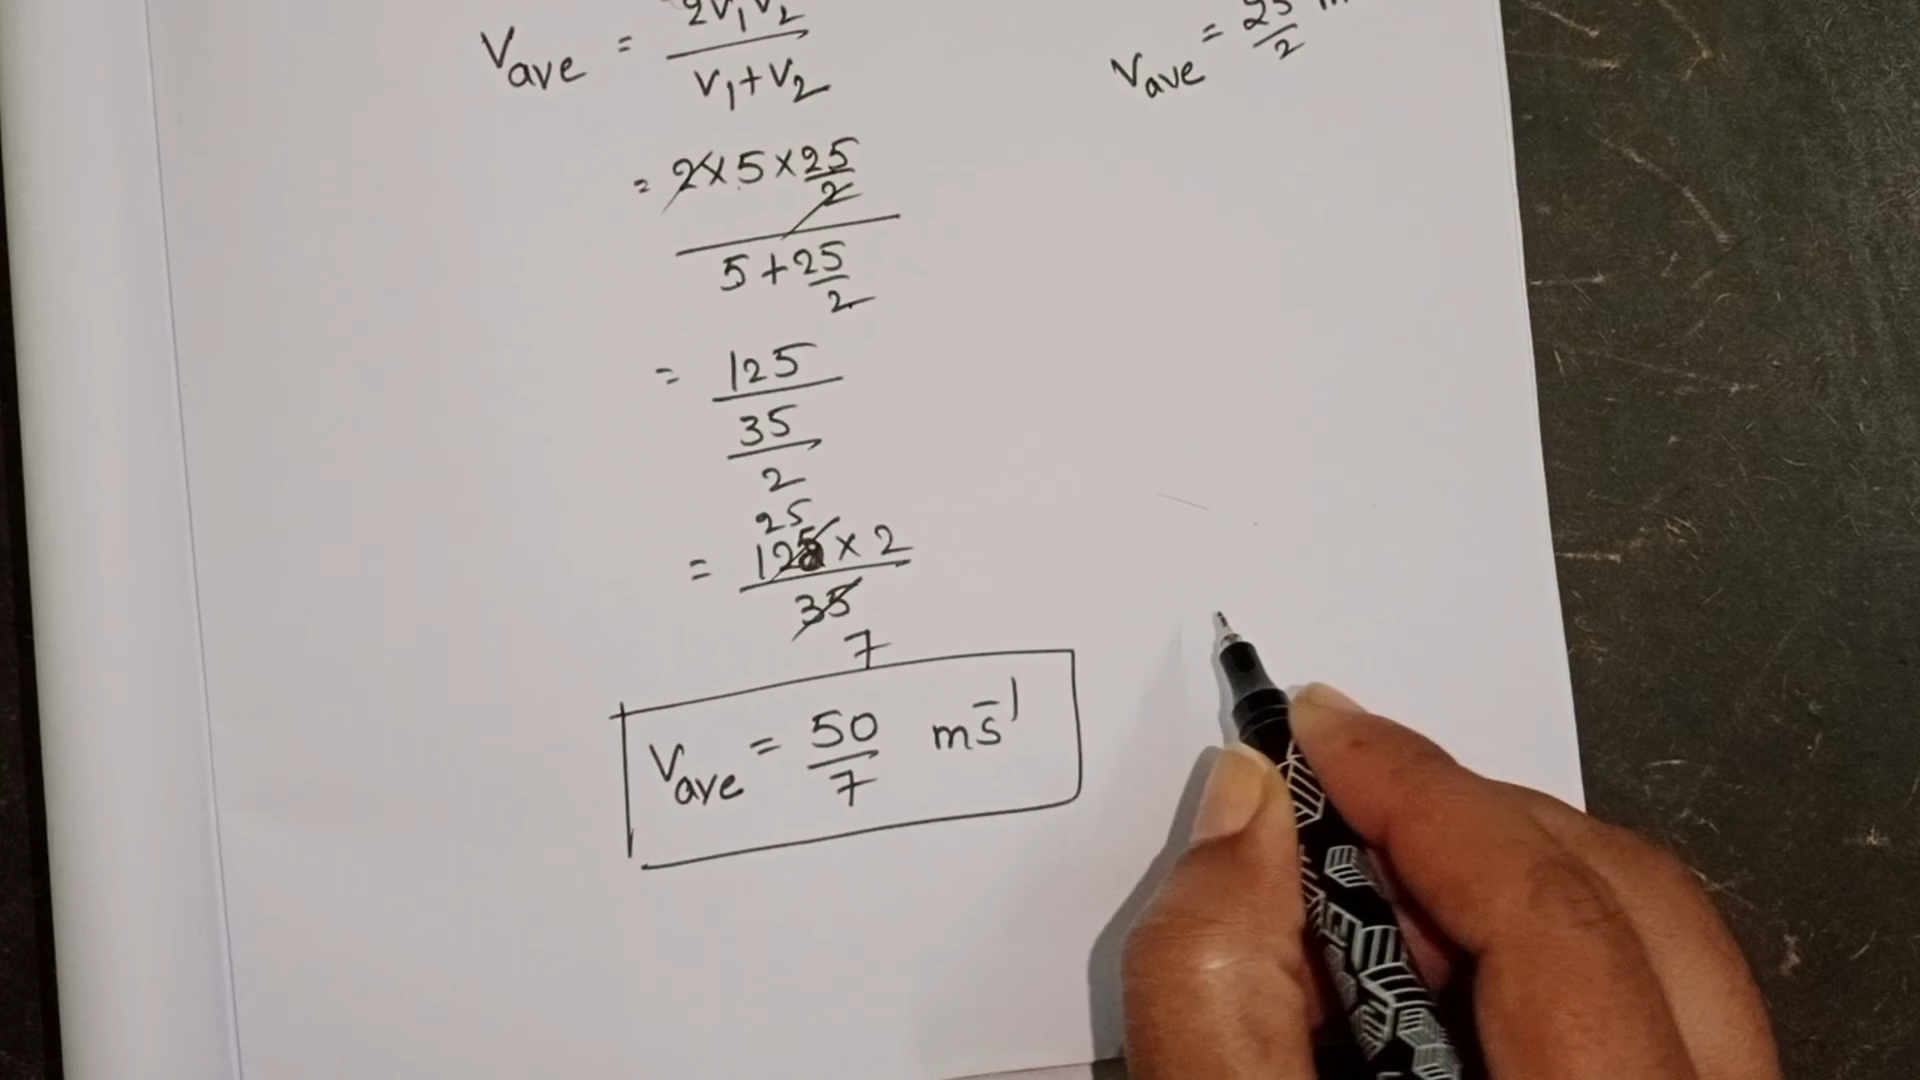 Vave = 2V1V2 / V1+V2
= 2×5×25/2 / 5+25/2
= 125 / 35/2
25
= 125×2 / 35
7
Vave = 50/7 ms-1
Vave = 25/2